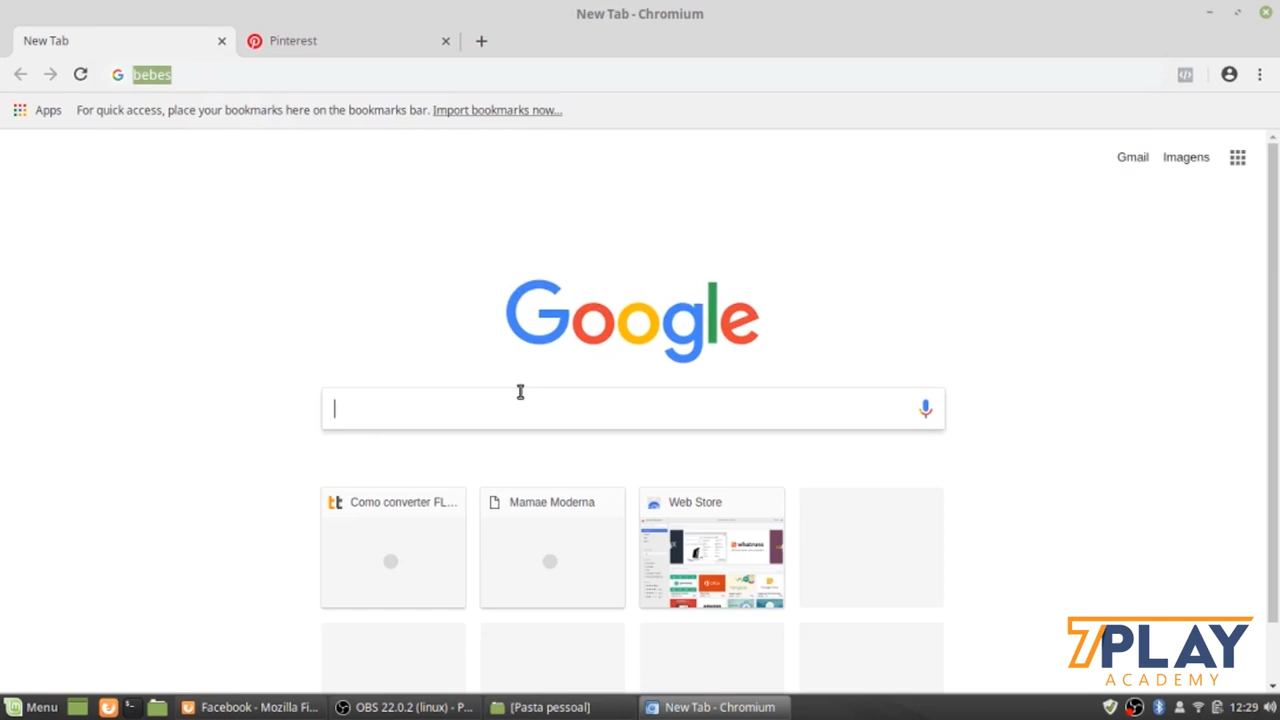 New Tab - Chromium
New Tab
Pinterest
bebes
Apps
For quick access, place your bookmarks here on the bookmarks bar. Import bookmarks now...
Gmail
Imagens
Google
Como converter FL...
Mamae Moderna
Web Store
7PLAY
ACADEMY
Menu
Facebook - Mozilla Fi...
OBS 22.0.2 (linux) - P...
[Pasta pessoal]
New Tab - Chromium
12:29